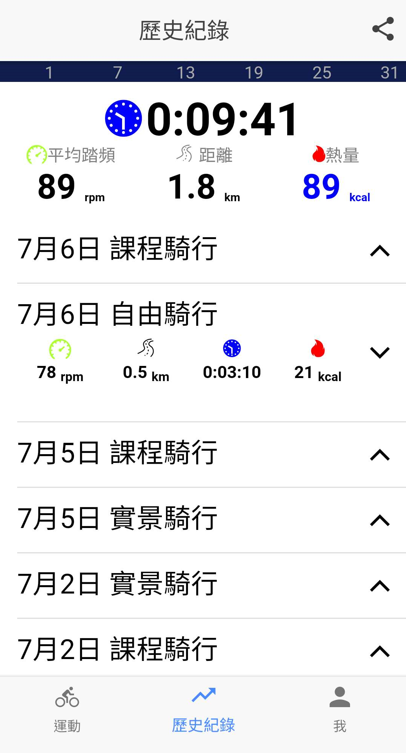 歷史紀錄
1 7 13 19 25 31
0:09:41
平均踏頻 距離 熱量
89 rpm 1.8 km 89 kcal
7月6日 課程騎行
7月6日 自由騎行
78 rpm 0.5 km 0:03:10 21 kcal
7月5日 課程騎行
7月5日 實景騎行
7月2日 實景騎行
7月2日 課程騎行
運動 歷史紀錄 我